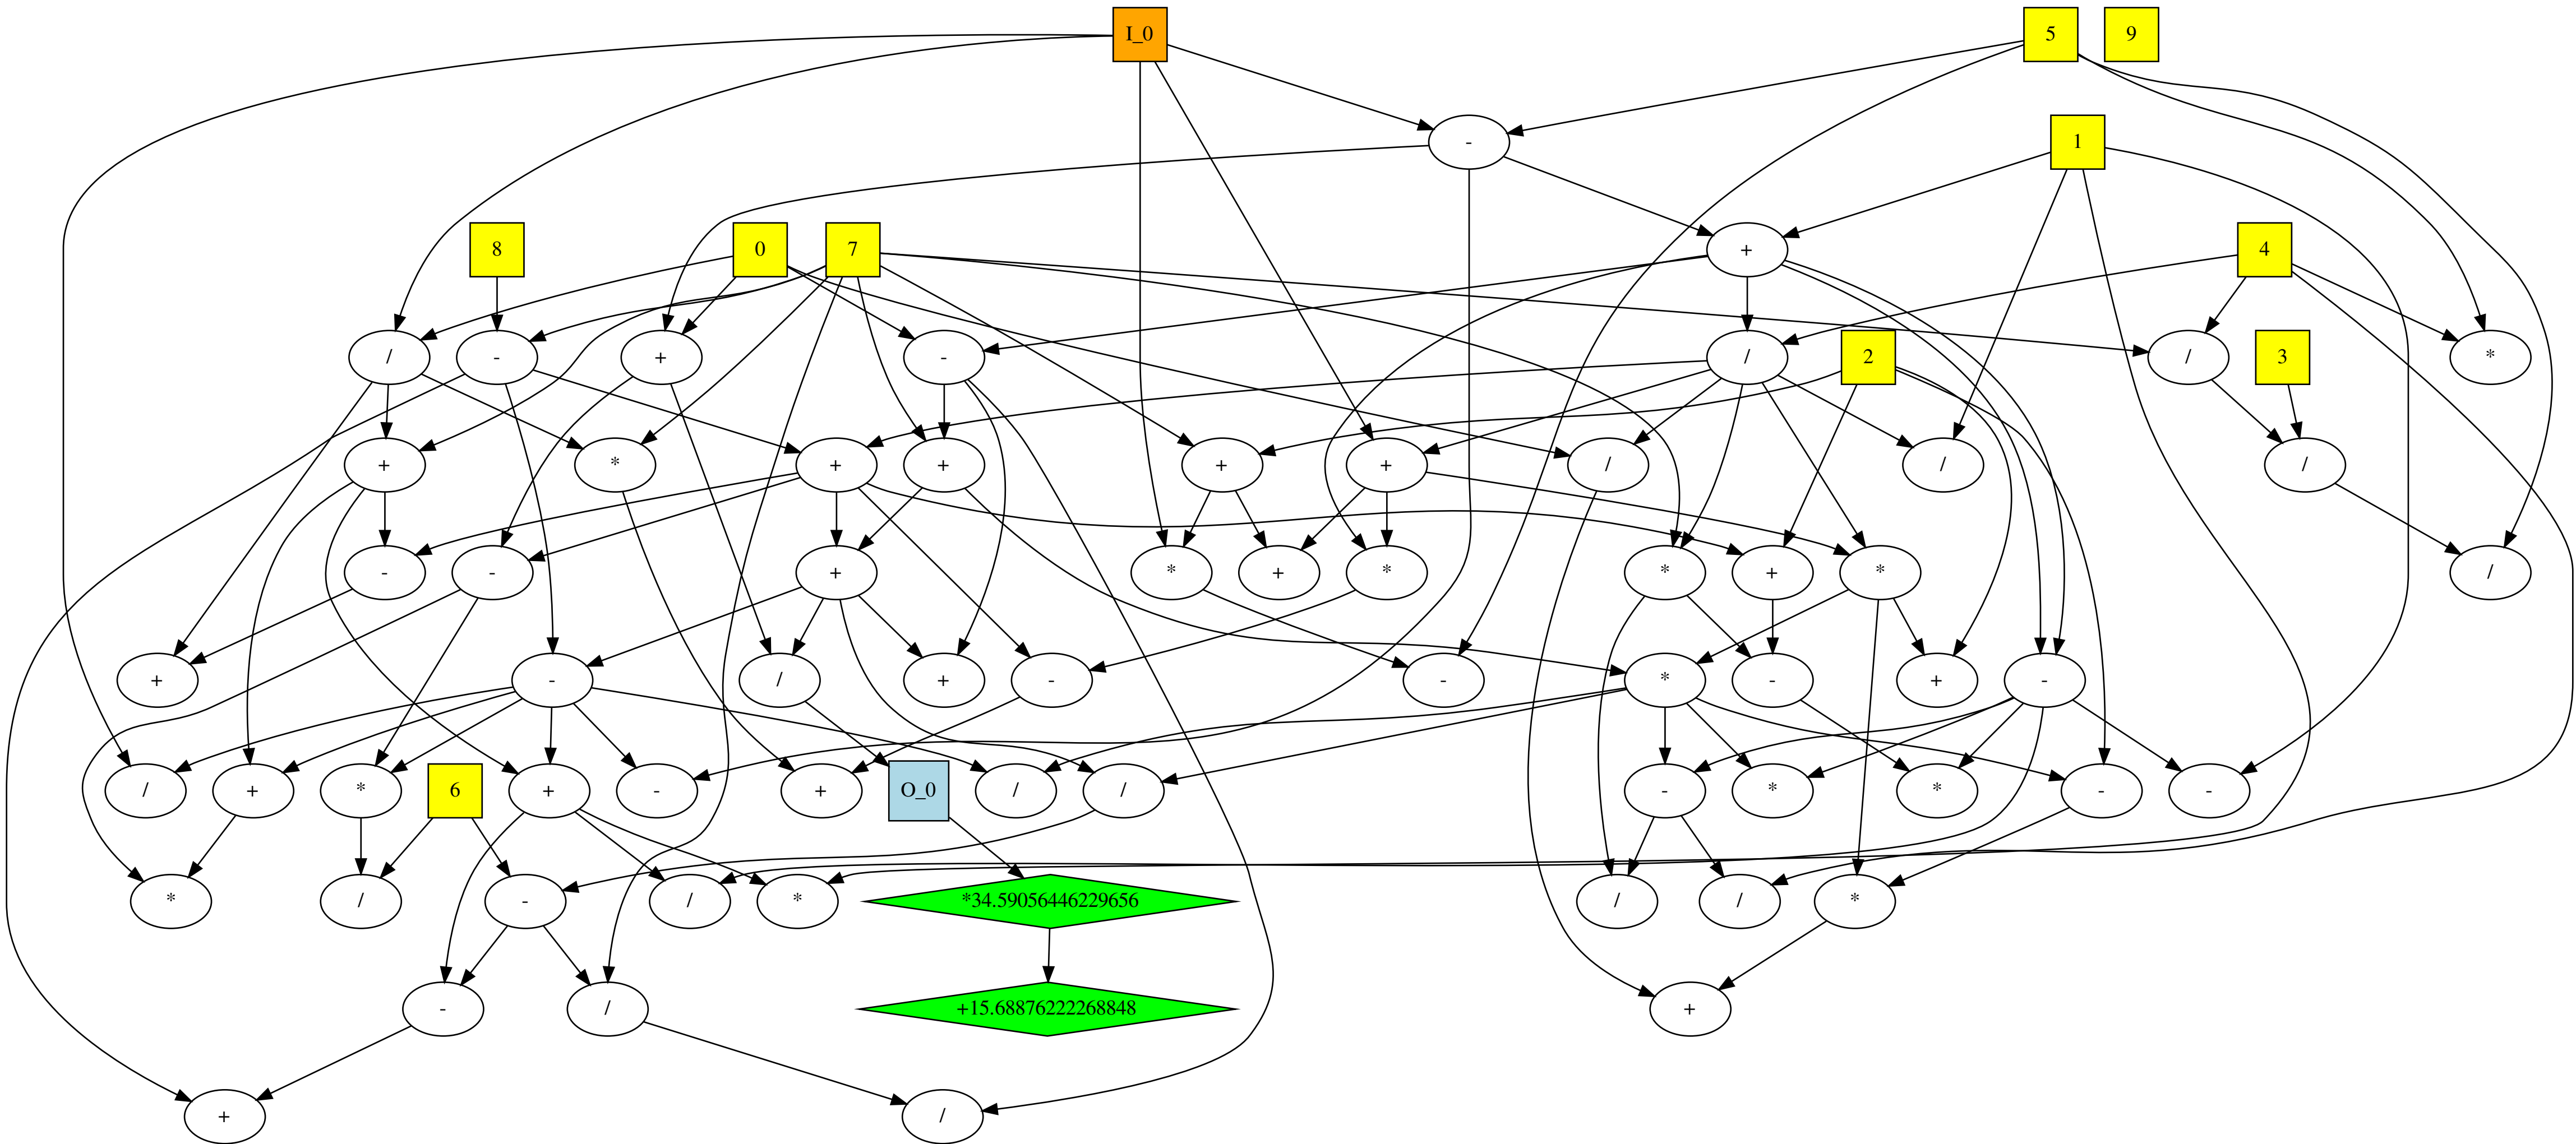 I_0 5 9
- 1
8 0 7 + 4
/ - + - / 2 / 3 *
+ * + + + + / / /
- - + * + * * + * /
+ - / + - - * - + -
/ + * 6 + - + O_0 / / - * * - -
* / - / * *34.59056446229656 / / *
- / +15.68876222268848 +
+ /